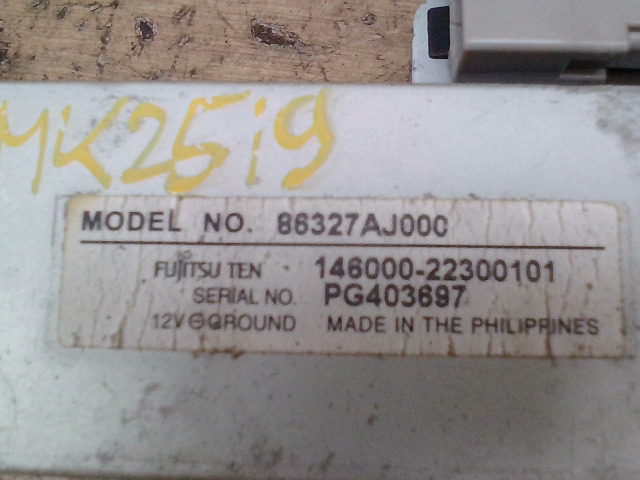 MK25i9
MODEL NO. 86327AJ000
FUJITSU TEN 146000-22300101
SERIAL NO. PG403697
12V⊖GROUND MADE IN THE PHILIPPINES